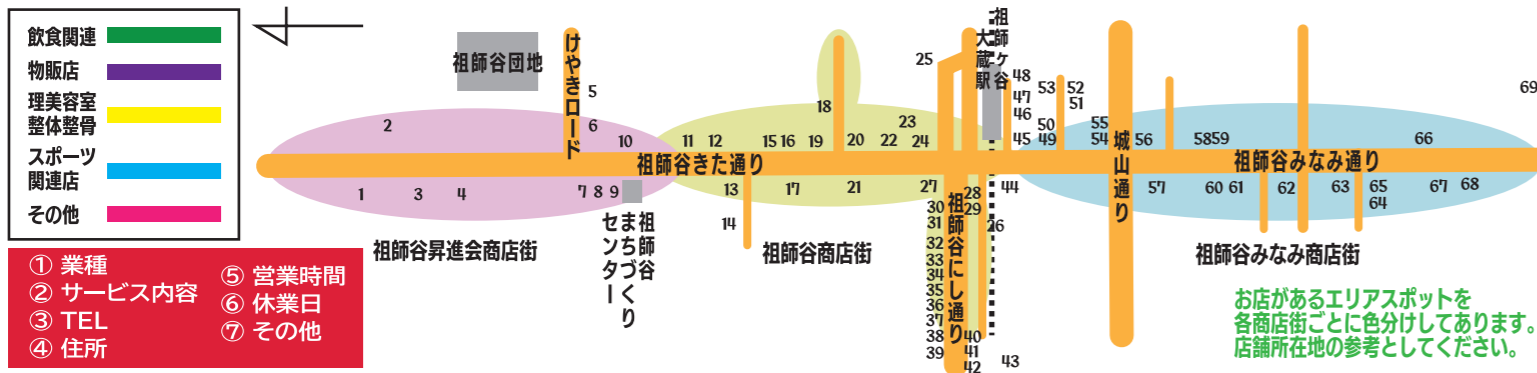 飲食関連
物販店
理美容室
整体整骨
スポーツ
関連店
その他
① 業種
② サービス内容
③ TEL
④ 住所
⑤ 営業時間
⑥ 休業日
⑦ その他
祖師谷団地
けやきロード
祖師ヶ谷
大蔵駅
祖師谷きた通り
祖師谷みなみ通り
城山通り
祖師谷にし通り
祖師谷
まちづくり
センター
祖師谷昇進会商店街
祖師谷商店街
祖師谷みなみ商店街
1
2
3
4
5
6
7
8
9
10
11
12
13
14
15
16
17
18
19
20
21
22
23
24
25
26
27
28
29
30
31
32
33
34
35
36
37
38
39
40
41
42
43
44
45
46
47
48
49
50
51
52
53
54
55
56
57
58
59
60
61
62
63
64
65
66
67
68
69
お店があるエリアスポットを
各商店街ごとに色分けしてあります。
店舗所在地の参考としてください。